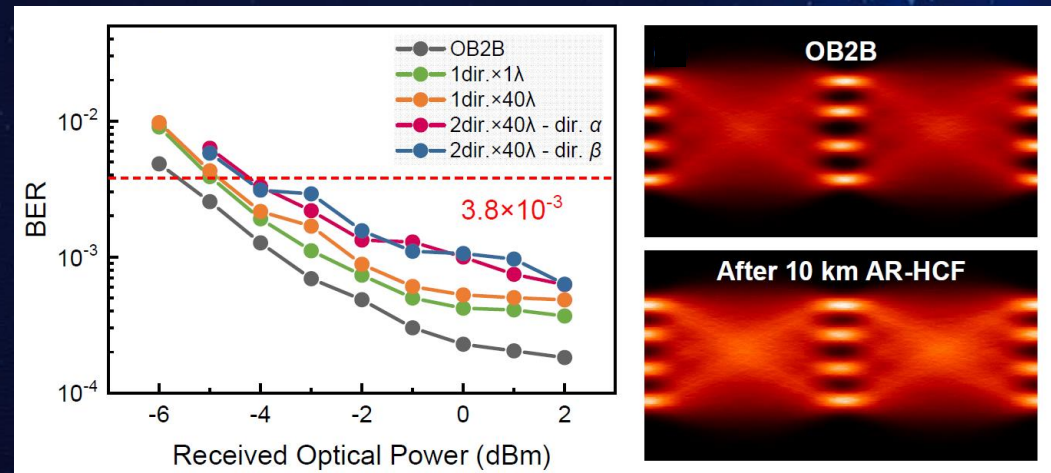 OB2B
1dir.×1λ
1dir.×40λ
2dir.×40λ - dir. α
2dir.×40λ - dir. β
3.8×10⁻³
BER
10⁻²
10⁻³
10⁻⁴
-6
-4
-2
0
2
Received Optical Power (dBm)
OB2B
After 10 km AR-HCF